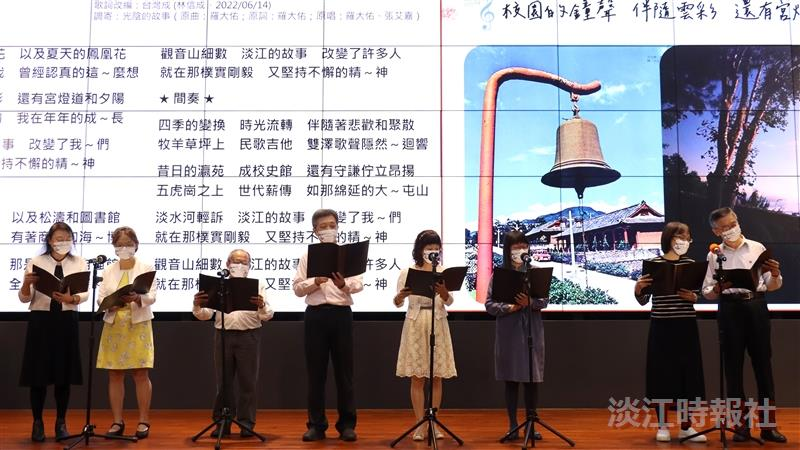 歌詞改編：台灣成 (林信成、2022/06/14)
調寄：光陰的故事（原曲：羅大佑；原詞：羅大佑；原唱：羅大佑、張艾嘉）
校園的鐘聲 伴隨雲彩 還有宮燈
以及夏天的鳳凰花 觀音山細數 淡江的故事 改變了許多人
曾經認真的這～麼想 就在那樸實剛毅 又堅持不懈的精～神
還有宮燈道和夕陽 ★ 間奏 ★
我在年年的成～長 四季的變換 時光流轉 伴隨著悲歡和聚散
事 改變了我～們 牧羊草坪上 民歌吉他 雙澤歌聲隱然～迴響
持不懈的精～神
昔日的瀛苑 成校史館 還有守謙佇立昂揚
五虎崗之上 世代薪傳 如那綿延的大～屯山
以及松濤和圖書館 淡水河輕訴 淡江的故事 改變了我～們
有著商 海～ 就在那樸實剛毅 又堅持不懈的精～神
那 觀音山細數 淡江的故事 許多人
全 就在那 又堅持不懈的精～神
淡江時報社